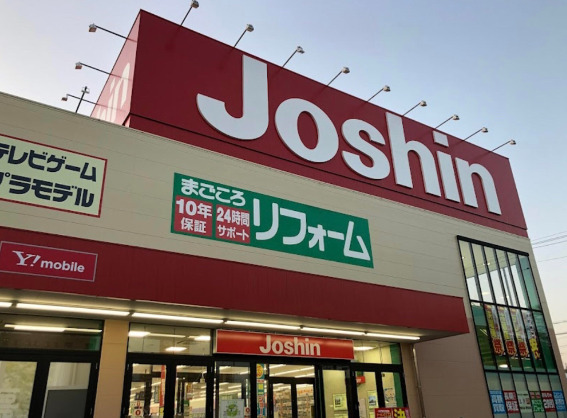 Joshin
テレビゲーム
プラモデル
まごころ
10年
保証
24時間
サポート
リフォーム
Y! mobile
Joshin